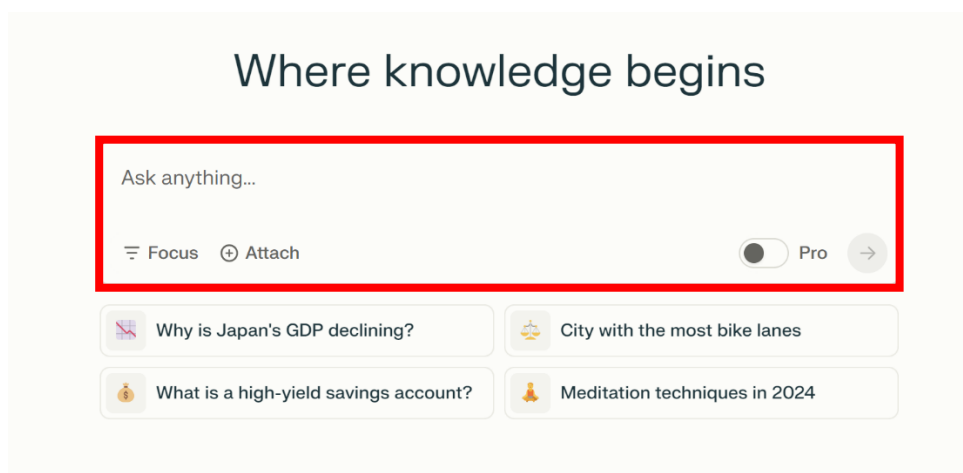 Where knowledge begins
Ask anything...
Focus Attach Pro
Why is Japan's GDP declining? City with the most bike lanes
What is a high-yield savings account? Meditation techniques in 2024